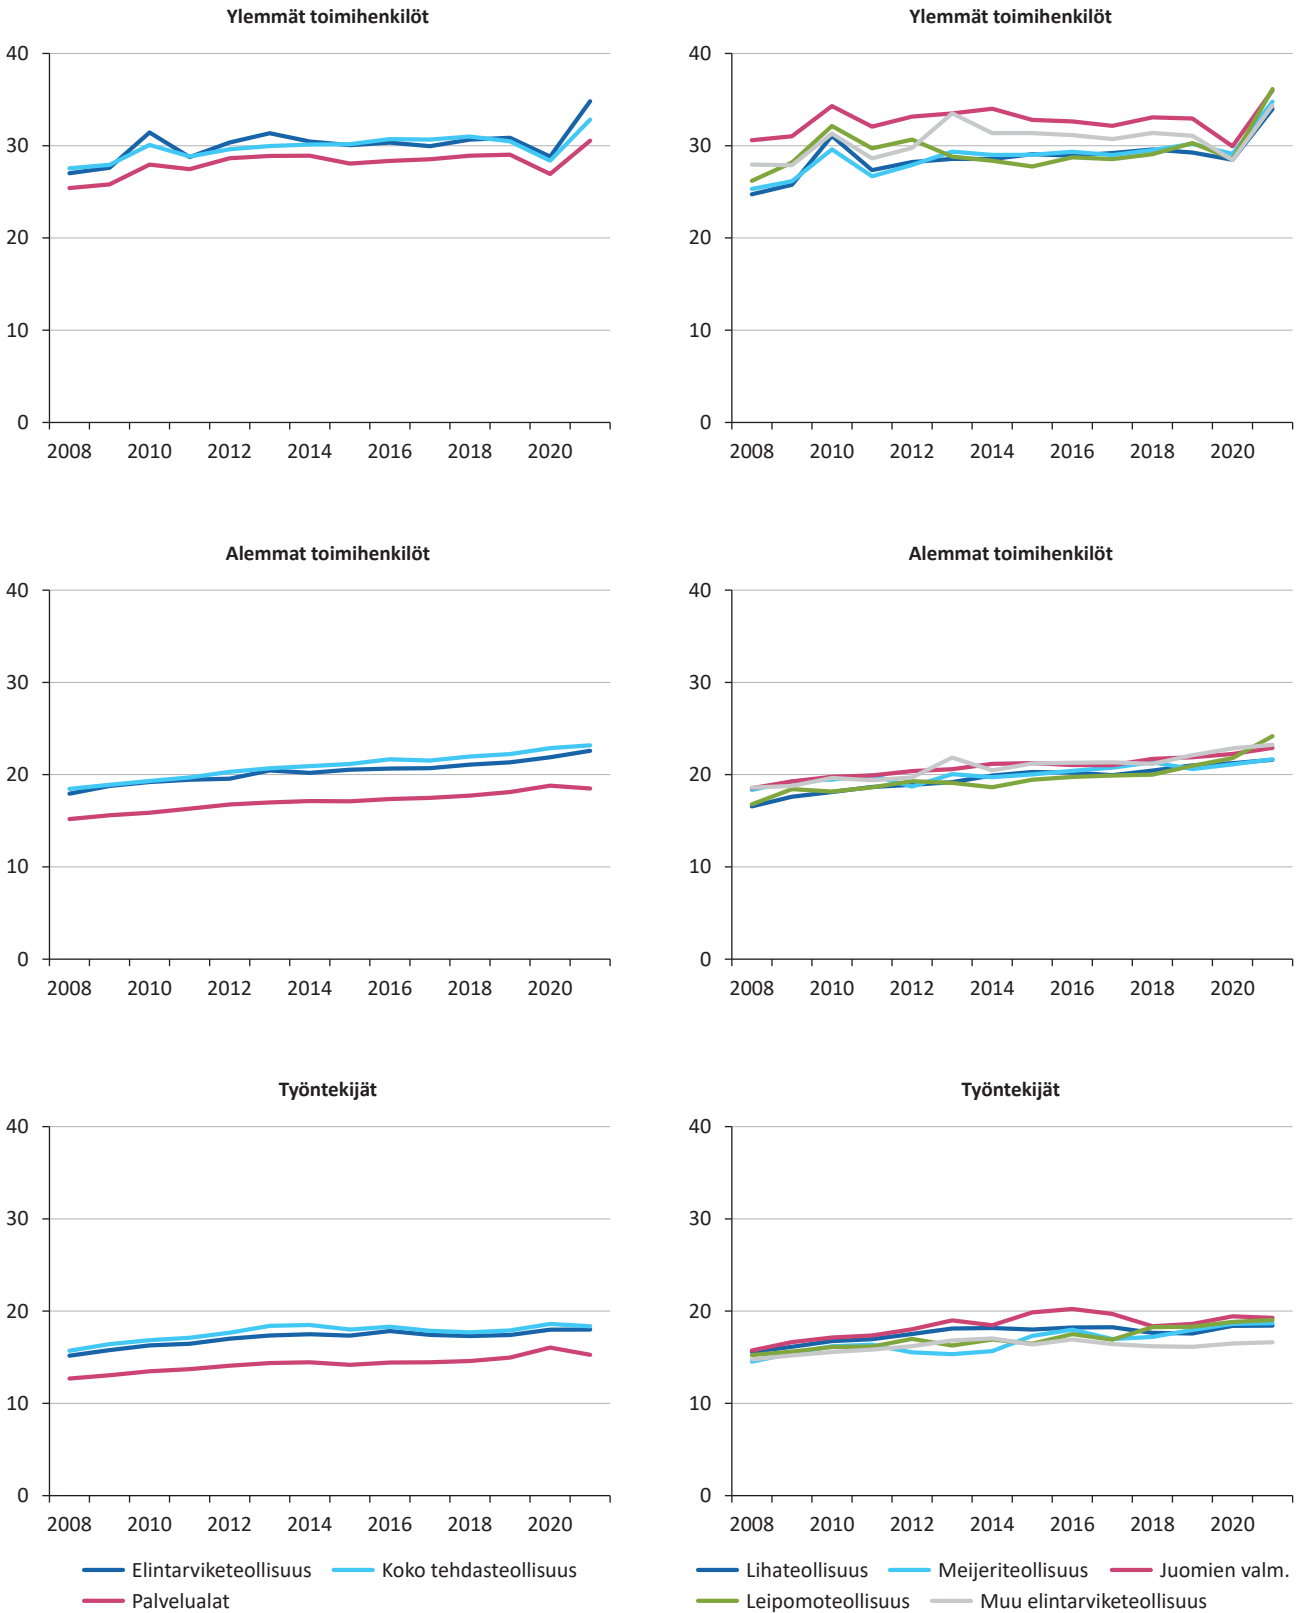 Ylemmät toimihenkilöt
40
30
20
10
0
2008 2010 2012 2014 2016 2018 2020
Ylemmät toimihenkilöt
40
30
20
10
0
2008 2010 2012 2014 2016 2018 2020
Alemmat toimihenkilöt
40
30
20
10
0
2008 2010 2012 2014 2016 2018 2020
Alemmat toimihenkilöt
40
30
20
10
0
2008 2010 2012 2014 2016 2018 2020
Työntekijät
40
30
20
10
0
2008 2010 2012 2014 2016 2018 2020
Elintarviketeollisuus Koko tehdasteollisuus
Palvelualat
Työntekijät
40
30
20
10
0
2008 2010 2012 2014 2016 2018 2020
Lihateollisuus Meijeriteollisuus Juomien valm.
Leipomoteollisuus Muu elintarviketeollisuus